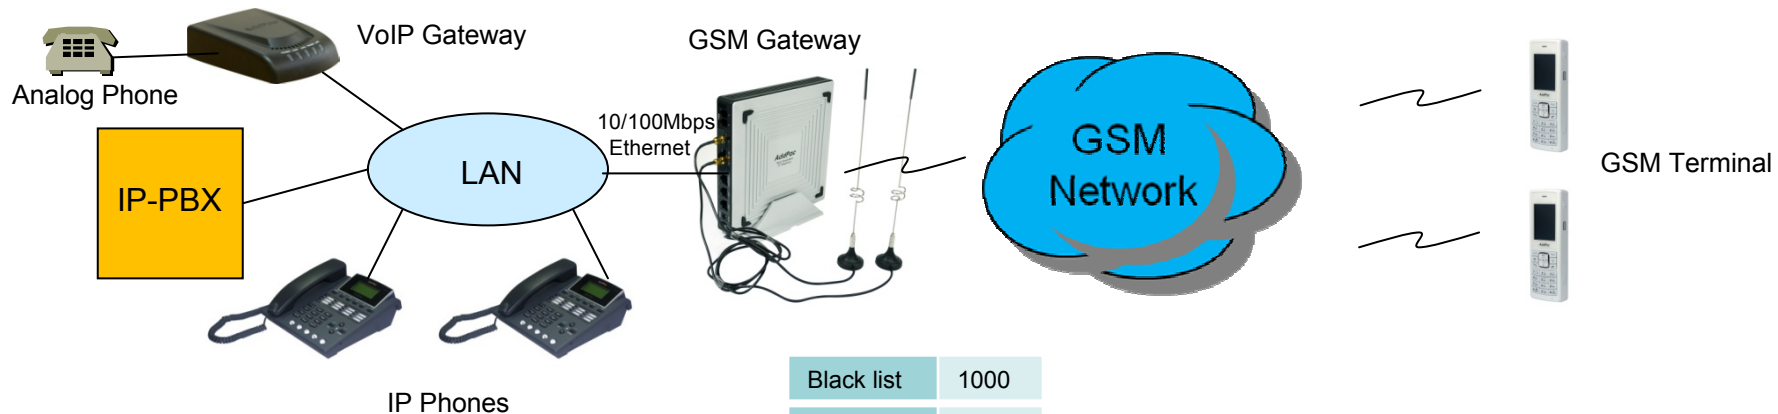 VoIP Gateway
GSM Gateway
Analog Phone
10/100Mbps
Ethernet
AddPac
GSM
Network
GSM Terminal
LAN
IP-PBX
Black list 1000
IP Phones